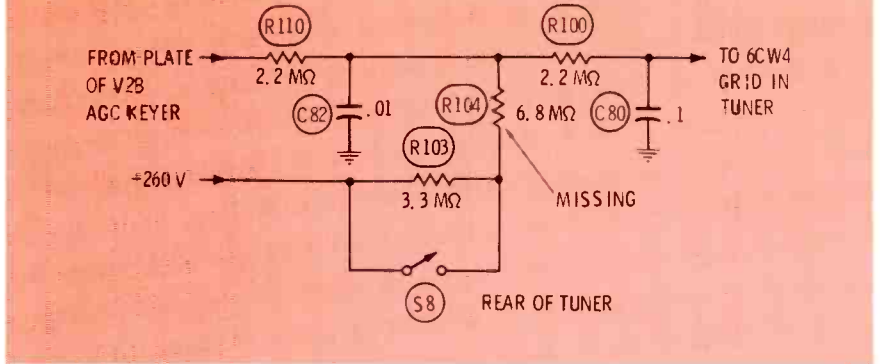 R110
R100
FROM PLATE
OF V2B
AGC KEYER
2.2 MΩ
2.2 MΩ
TO 6CW4
GRID IN
TUNER
C82
.01
R104
6.8 MΩ
C80
.1
R103
+260 V
3.3 MΩ
MISSING
S8
REAR OF TUNER